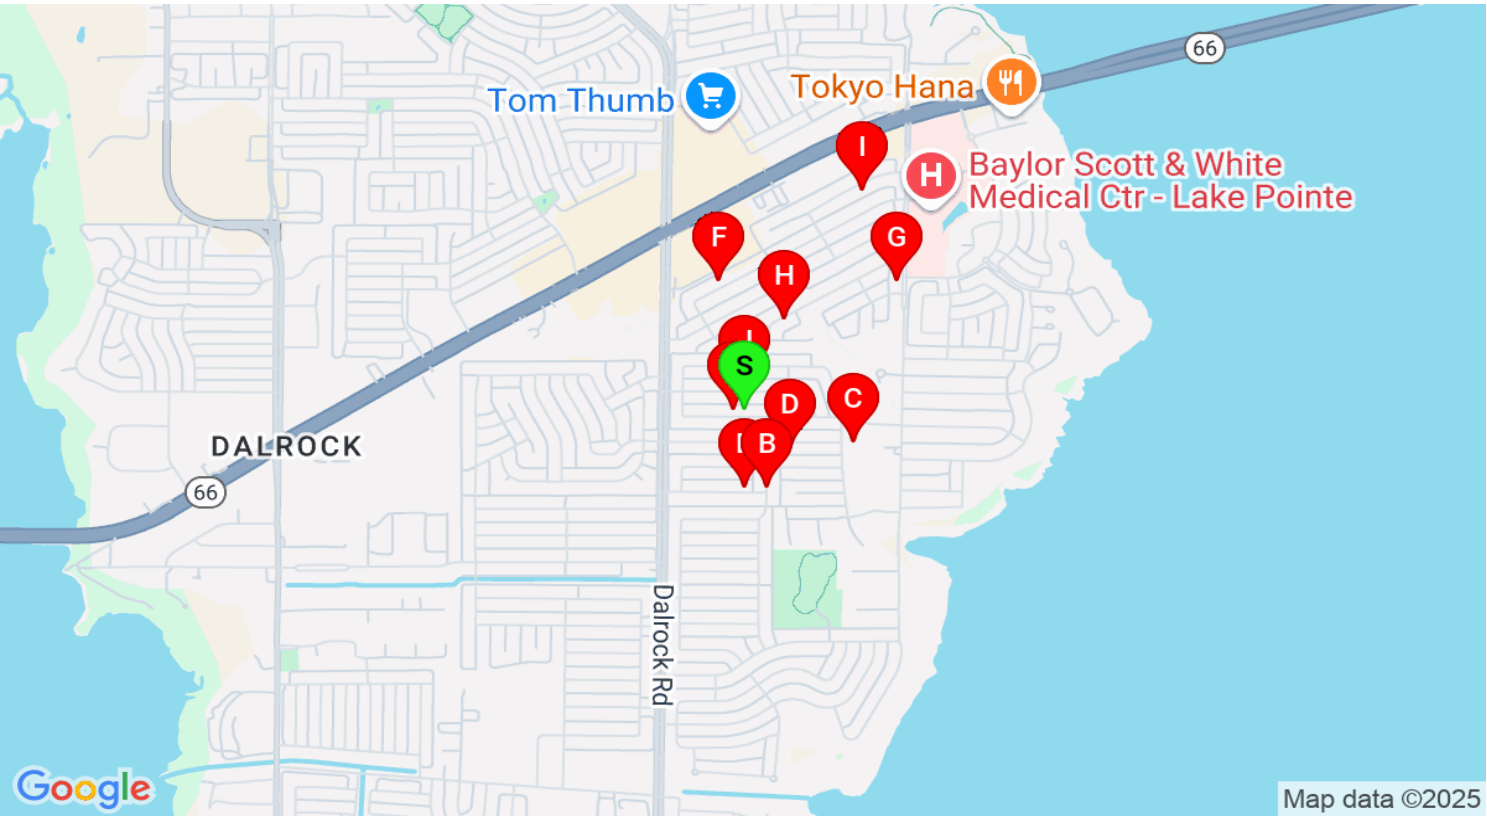 66
Tokyo Hana
Tom Thumb
I
H
Baylor Scott & White
Medical Ctr - Lake Pointe
F
G
H
S
D
C
B
DALROCK
66
Dalrock Rd
Google
Map data ©2025